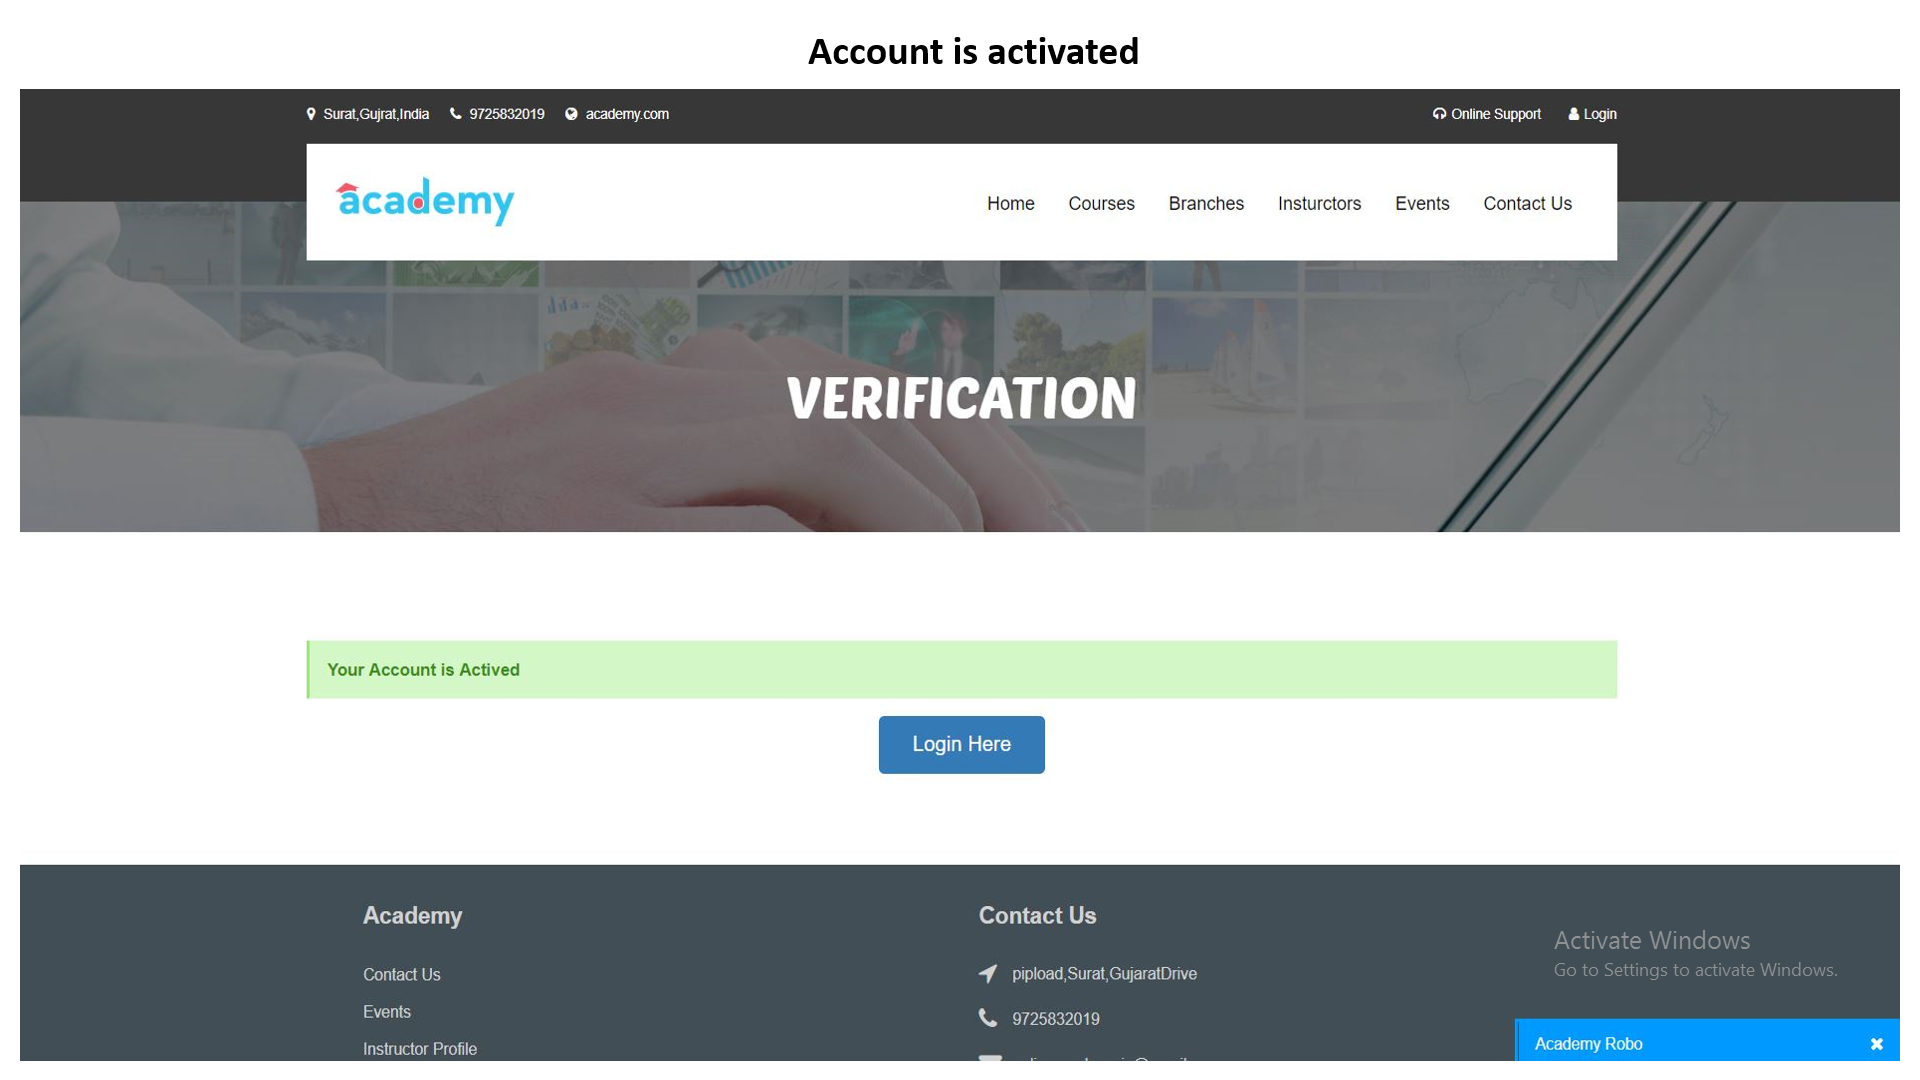 Account is activated
Surat,Gujrat,India 9725832019 academy.com Online Support Login
academy Home Courses Branches Insturctors Events Contact Us
VERIFICATION
Your Account is Actived
Login Here
Academy Contact Us
Activate Windows
Go to Settings to activate Windows.
Contact Us pipload,Surat,GujaratDrive
Events 9725832019
Instructor Profile
Academy Robo